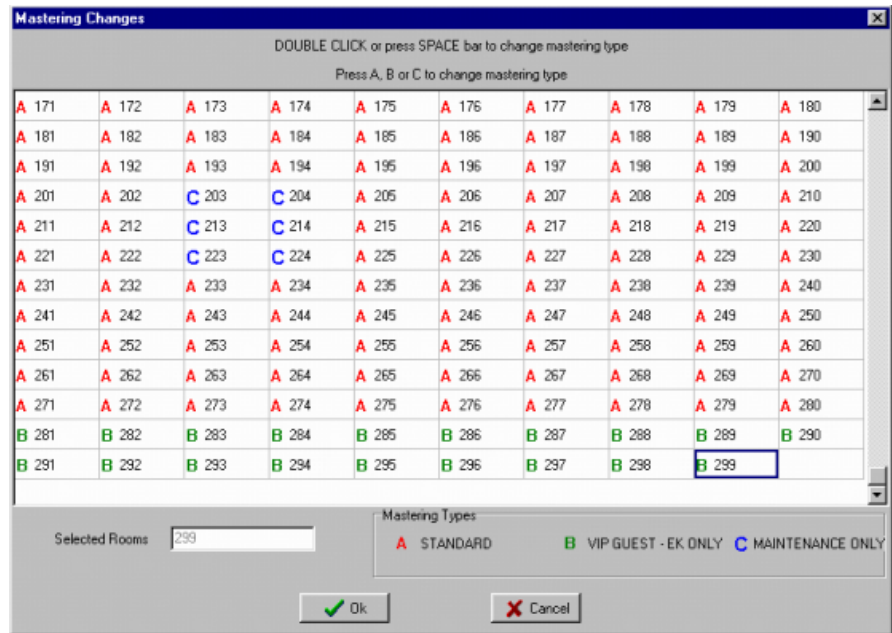 Mastering Changes
DOUBLE CLICK or press SPACE bar to change mastering type
Press A, B or C to change mastering type
A 171 A 172 A 173 A 174 A 175 A 176 A 177 A 178 A 179 A 180
A 181 A 182 A 183 A 184 A 185 A 186 A 187 A 188 A 189 A 190
A 191 A 192 A 193 A 194 A 195 A 196 A 197 A 198 A 199 A 200
A 201 A 202 C 203 C 204 A 205 A 206 A 207 A 208 A 209 A 210
A 211 A 212 C 213 C 214 A 215 A 216 A 217 A 218 A 219 A 220
A 221 A 222 C 223 C 224 A 225 A 226 A 227 A 228 A 229 A 230
A 231 A 232 A 233 A 234 A 235 A 236 A 237 A 238 A 239 A 240
A 241 A 242 A 243 A 244 A 245 A 246 A 247 A 248 A 249 A 250
A 251 A 252 A 253 A 254 A 255 A 256 A 257 A 258 A 259 A 260
A 261 A 262 A 263 A 264 A 265 A 266 A 267 A 268 A 269 A 270
A 271 A 272 A 273 A 274 A 275 A 276 A 277 A 278 A 279 A 280
B 281 B 282 B 283 B 284 B 285 B 286 B 287 B 288 B 289 B 290
B 291 B 292 B 293 B 294 B 295 B 296 B 297 B 298 B 299
Mastering Types
Selected Rooms 299
A STANDARD B VIP GUEST - EK ONLY C MAINTENANCE ONLY
Ok Cancel